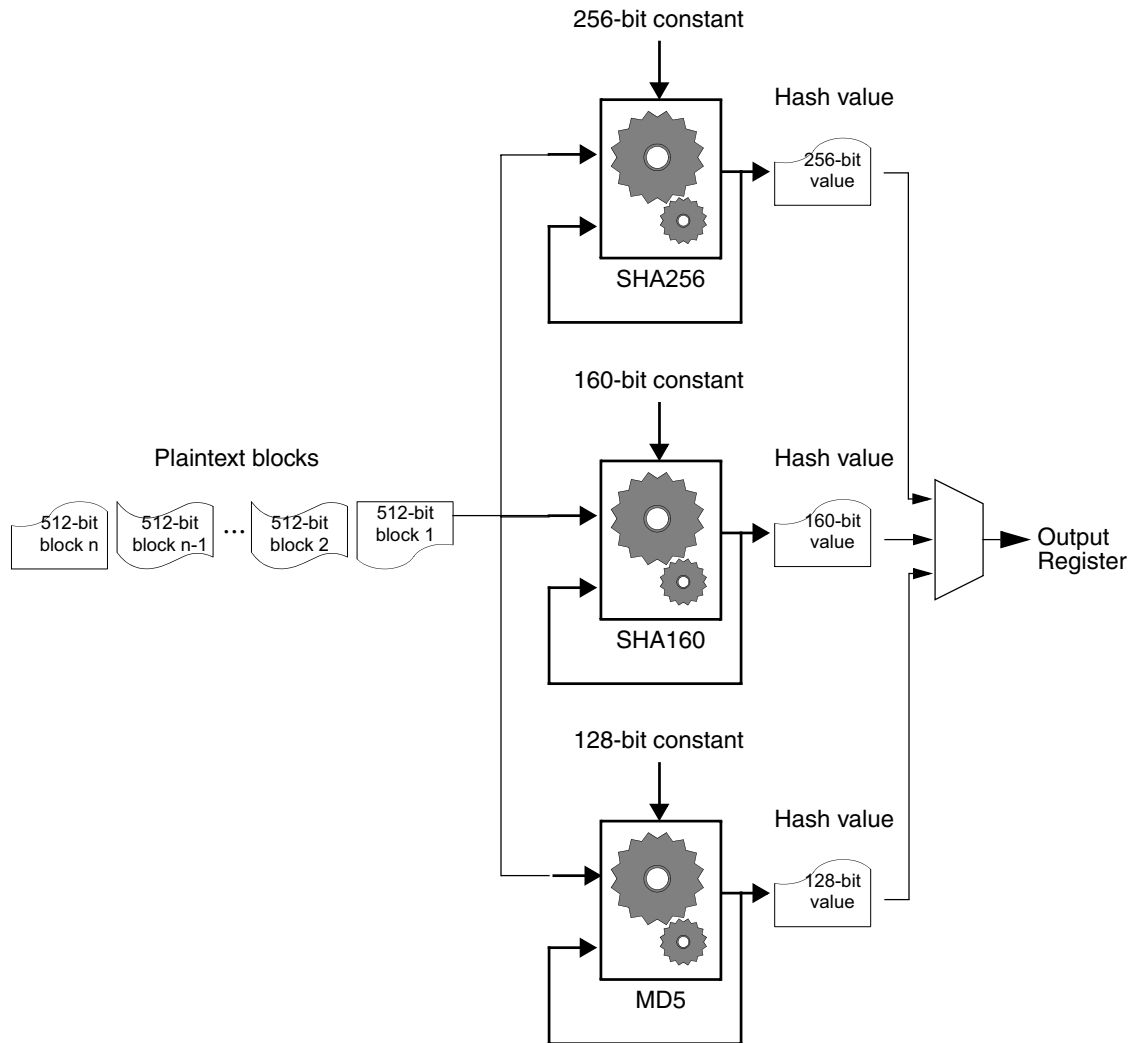 256-bit constant
Hash value
256-bit
value
SHA256
160-bit constant
Plaintext blocks
Hash value
512-bit
block n
512-bit
block n-1
...
512-bit
block 2
512-bit
block 1
160-bit
value
Output
Register
SHA160
128-bit constant
Hash value
128-bit
value
MD5